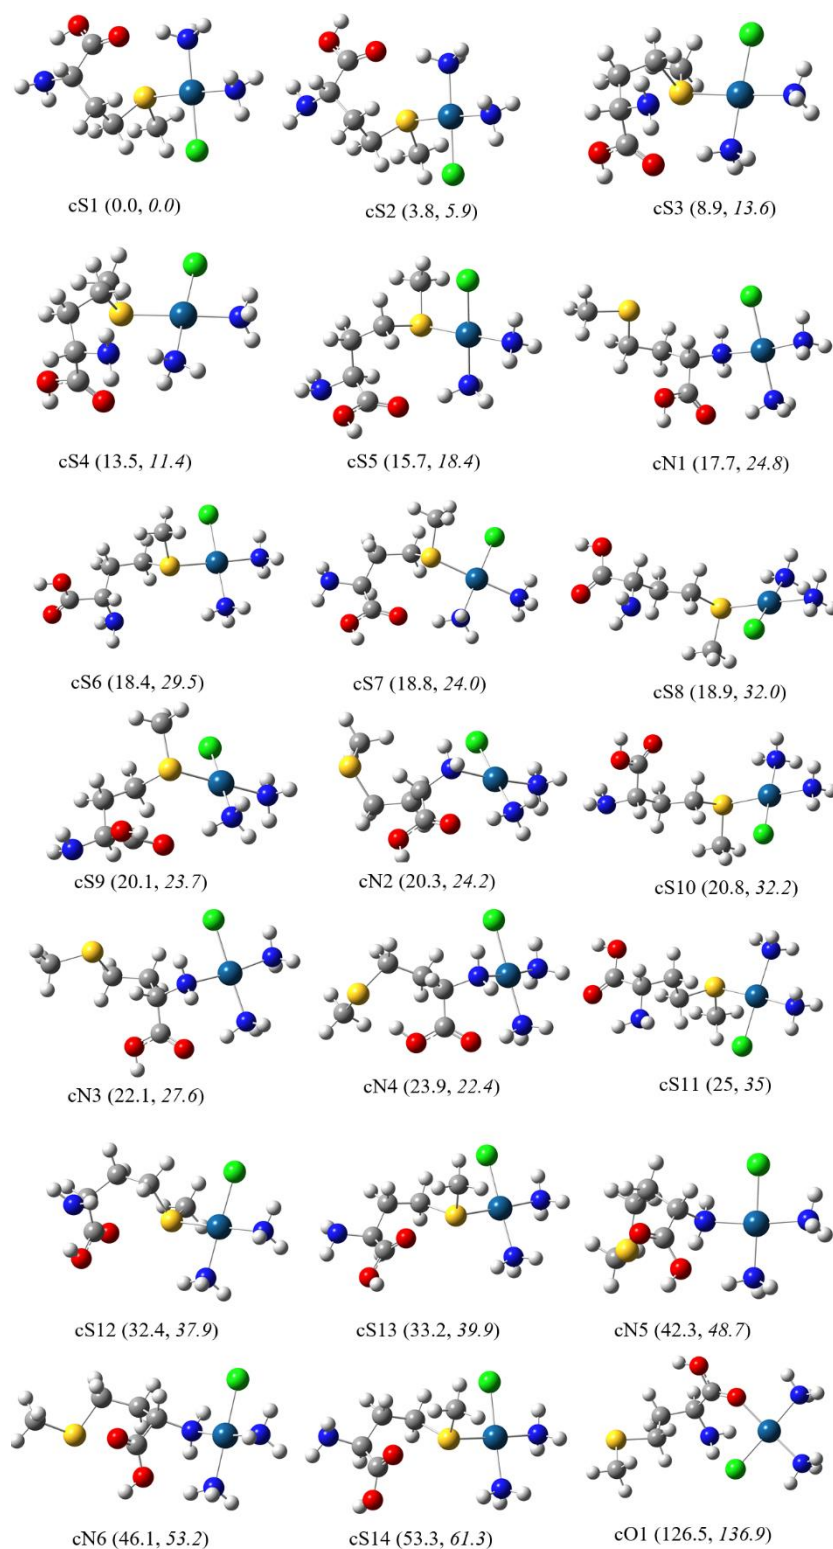 cS1 (0.0, 0.0)
cS2 (3.8, 5.9)
cS3 (8.9, 13.6)
cS4 (13.5, 11.4)
cS5 (15.7, 18.4)
cN1 (17.7, 24.8)
cS6 (18.4, 29.5)
cS7 (18.8, 24.0)
cS8 (18.9, 32.0)
cS9 (20.1, 23.7)
cN2 (20.3, 24.2)
cS10 (20.8, 32.2)
cN3 (22.1, 27.6)
cN4 (23.9, 22.4)
cS11 (25, 35)
cS12 (32.4, 37.9)
cS13 (33.2, 39.9)
cN5 (42.3, 48.7)
cN6 (46.1, 53.2)
cS14 (53.3, 61.3)
cO1 (126.5, 136.9)